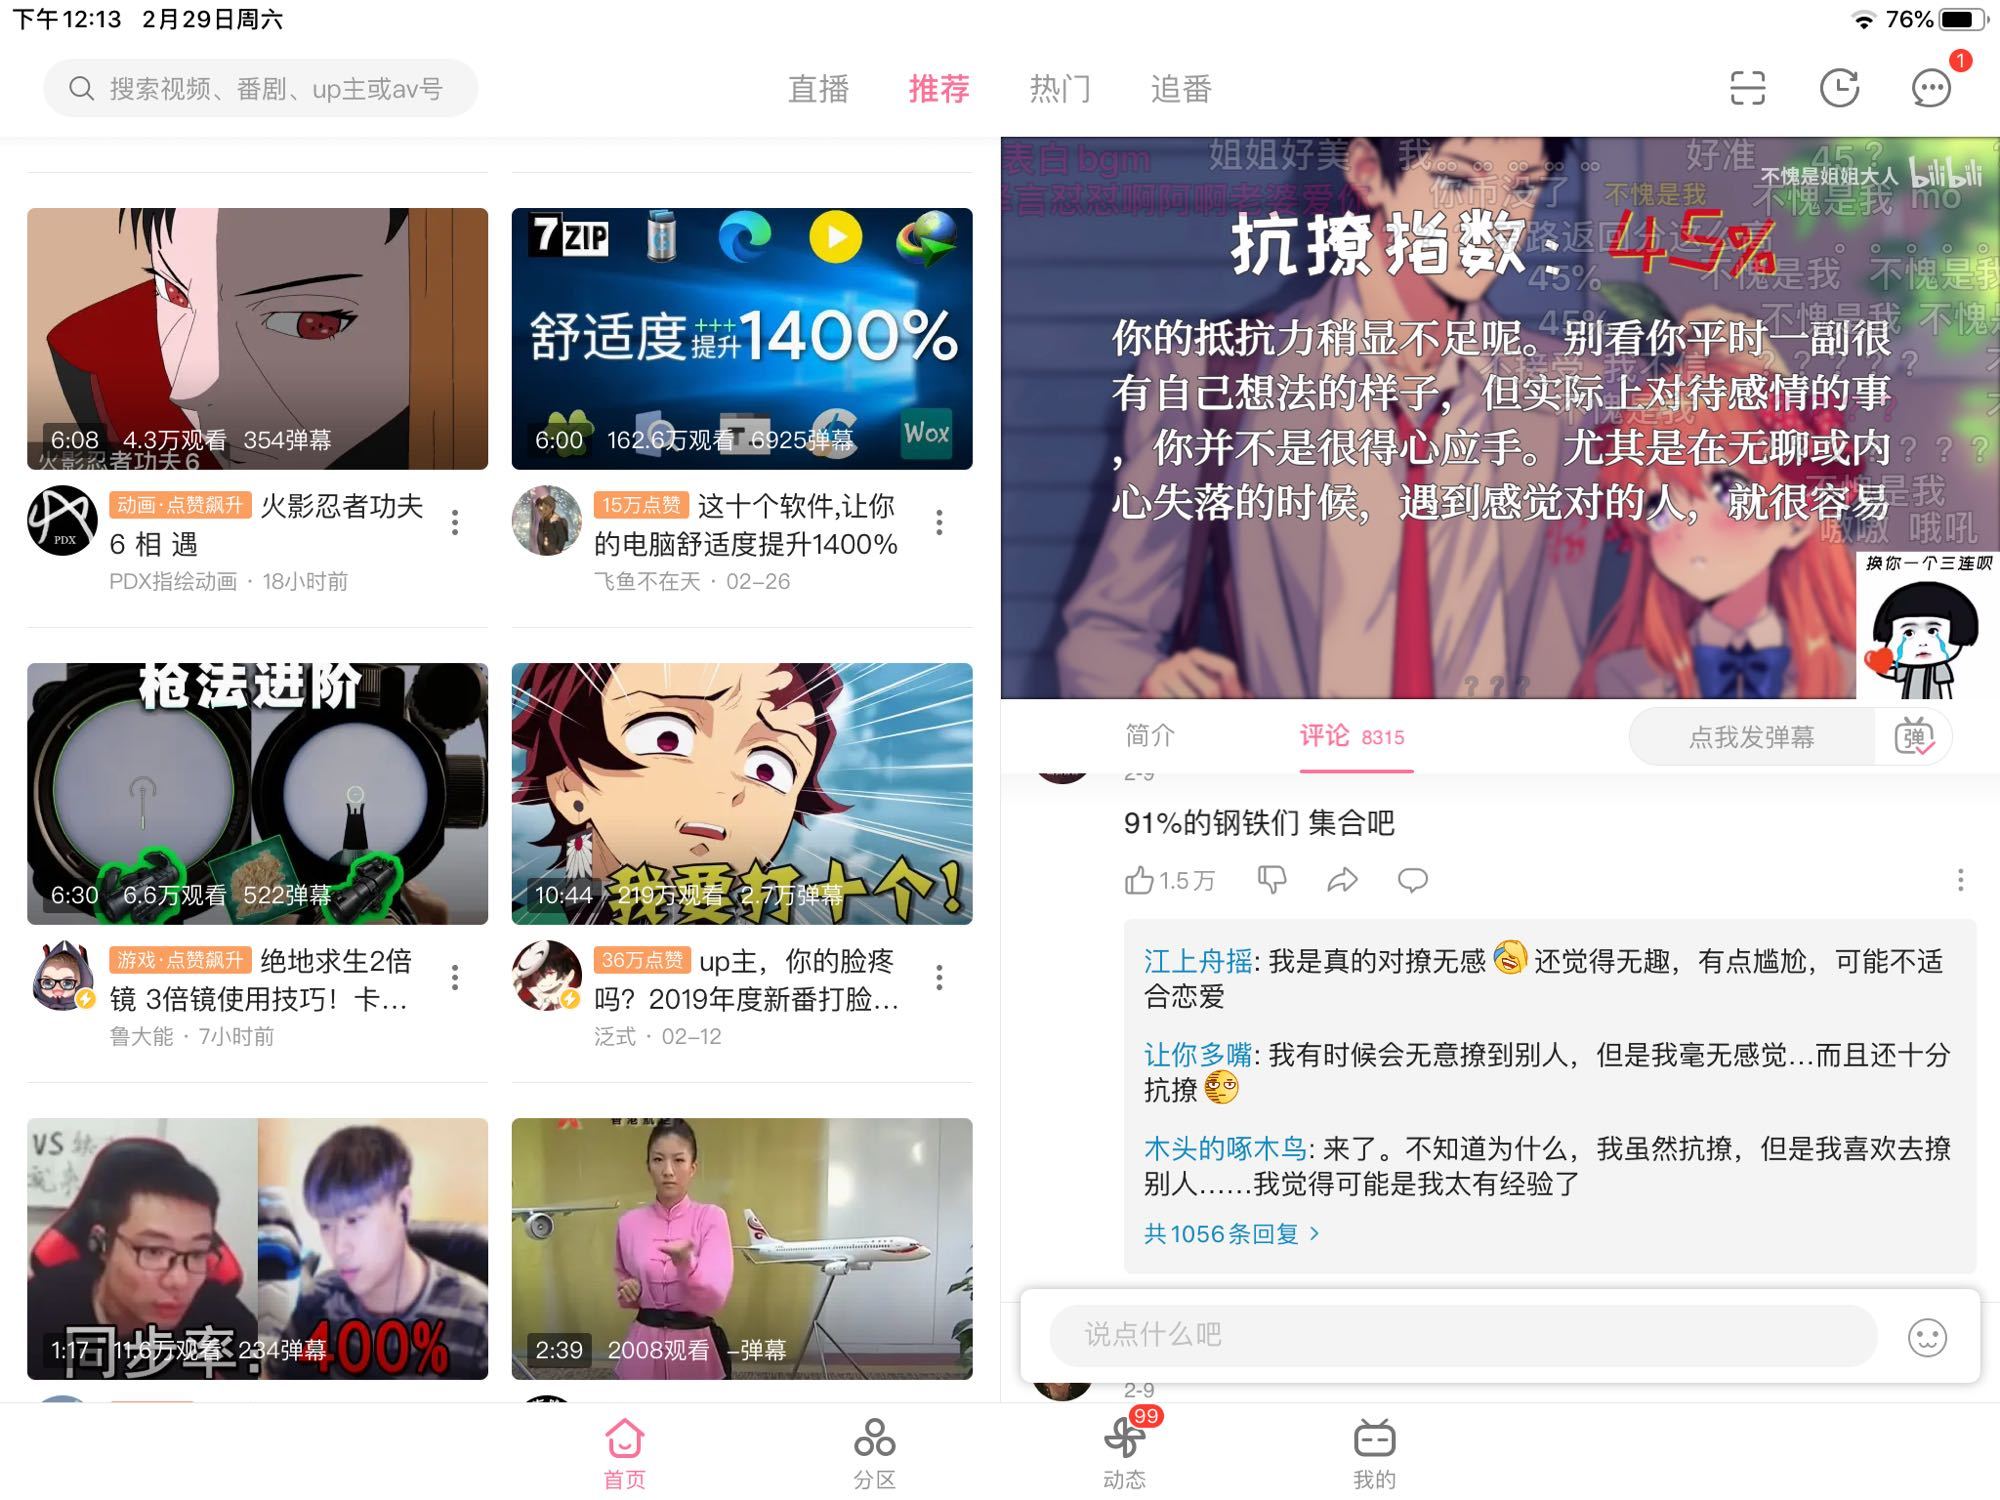 下午12:13 2月29日周六
76%
搜索视频、番剧、up主或av号
直播
推荐
热门
追番
1
6:08 4.3万观看 354弹幕
火影忍者功夫6
PDX
动画·点赞飙升 火影忍者功夫
6 相 遇
PDX指绘动画 · 18小时前
7ZIP
舒适度+++提升1400%
Wox
6:00 162.6万观看 6925弹幕
15万点赞 这十个软件,让你
的电脑舒适度提升1400%
飞鱼不在天 · 02-26
枪法进阶
6:30 6.6万观看 522弹幕
游戏·点赞飙升 绝地求生2倍
镜 3倍镜使用技巧！卡...
鲁大能 · 7小时前
我要打十个!
10:44 219万观看 2.7万弹幕
36万点赞 up主，你的脸疼
吗？2019年度新番打脸...
泛式 · 02-12
VS
同步率：400%
1:17 11.6万观看 234弹幕
2:39 2008观看 -弹幕
表白bgm
姐姐好美
好准
45？
不愧是姐姐大人 bilibili
你币没了
不愧是我
不愧是我
抗撩指数：45%
45%
不愧是我
你的抵抗力稍显不足呢。别看你平时一副很
有自己想法的样子，但实际上对待感情的事
，你并不是很得心应手。尤其是在无聊或内
心失落的时候，遇到感觉对的人，就很容易
嗷嗷 哦吼
换你一个三连呗
? ? ?
简介
评论 8315
点我发弹幕
弹
2-9
91%的钢铁们 集合吧
1.5万
江上舟摇: 我是真的对撩无感 还觉得无趣，有点尴尬，可能不适
合恋爱
让你多嘴: 我有时候会无意撩到别人，但是我毫无感觉...而且还十分
抗撩
木头的啄木鸟: 来了。不知道为什么，我虽然抗撩，但是我喜欢去撩
别人......我觉得可能是我太有经验了
共1056条回复 >
说点什么吧
2-9
首页
分区
99
动态
我的